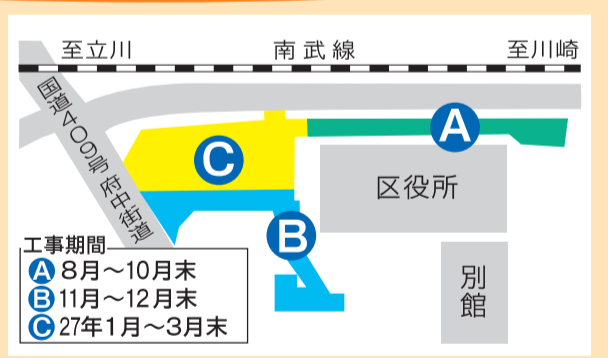 至立川 南武線 至川崎
国道409号 府中街道
A
C
区役所
B
別館
工事期間
A 8月〜10月末
B 11月〜12月末
C 27年1月〜3月末